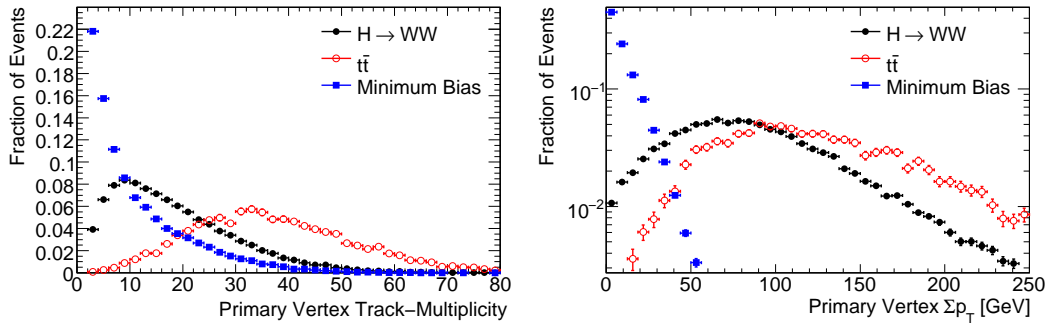 Fraction of Events
0.22
0.2
0.18
0.16
0.14
0.12
0.1
0.08
0.06
0.04
0.02
0
H → WW
tt̄
Minimum Bias
0 10 20 30 40 50 60 70 80
Primary Vertex Track−Multiplicity
Fraction of Events
10⁻¹
10⁻²
H → WW
tt̄
Minimum Bias
0 50 100 150 200 250
Primary Vertex Σp_T [GeV]